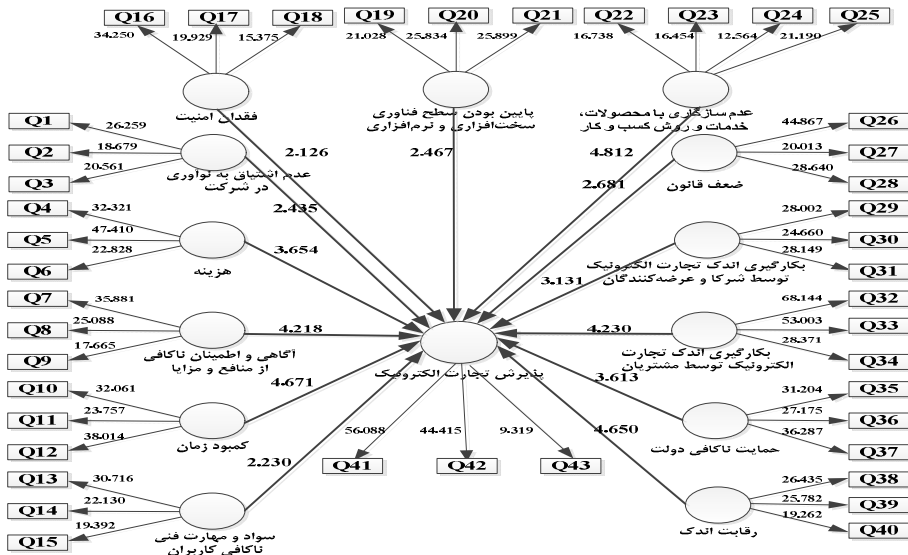 Q16
Q17
Q18
Q19
Q20
Q21
Q22
Q23
Q24
Q25
34.250
19.929
15.375
21.028
25.834
25.899
16.738
16.454
12.564
21.190
فقدان امنیت
پایین بودن سطح فناوری
سخت‌افزاری و نرم‌افزاری
عدم سازگاری با محصولات،
خدمات و روش کسب و کار
Q1
Q2
Q3
26.259
18.679
20.561
عدم اشتیاق به نوآوری
در شرکت
2.126
2.467
4.812
2.681
44.867
20.013
28.640
Q26
Q27
Q28
ضعف قانون
Q4
Q5
Q6
32.321
47.410
22.828
هزینه
2.435
3.654
3.131
28.002
24.660
28.149
Q29
Q30
Q31
بکارگیری اندک تجارت الکترونیک
توسط شرکا و عرضه‌کنندگان
Q7
Q8
Q9
35.881
25.088
17.665
آگاهی و اطمینان ناکافی
از منافع و مزایا
4.218
4.230
68.144
53.003
28.371
Q32
Q33
Q34
بکارگیری اندک تجارت
الکترونیک توسط مشتریان
پذیرش تجارت الکترونیک
Q10
Q11
Q12
32.061
23.757
38.014
کمبود زمان
4.671
3.613
31.204
27.175
36.287
Q35
Q36
Q37
حمایت ناکافی دولت
56.088
44.415
9.319
Q41
Q42
Q43
Q13
Q14
Q15
30.716
22.130
19.392
سواد و مهارت فنی
ناکافی کاربران
2.230
4.650
26.435
25.782
19.262
Q38
Q39
Q40
رقابت اندک